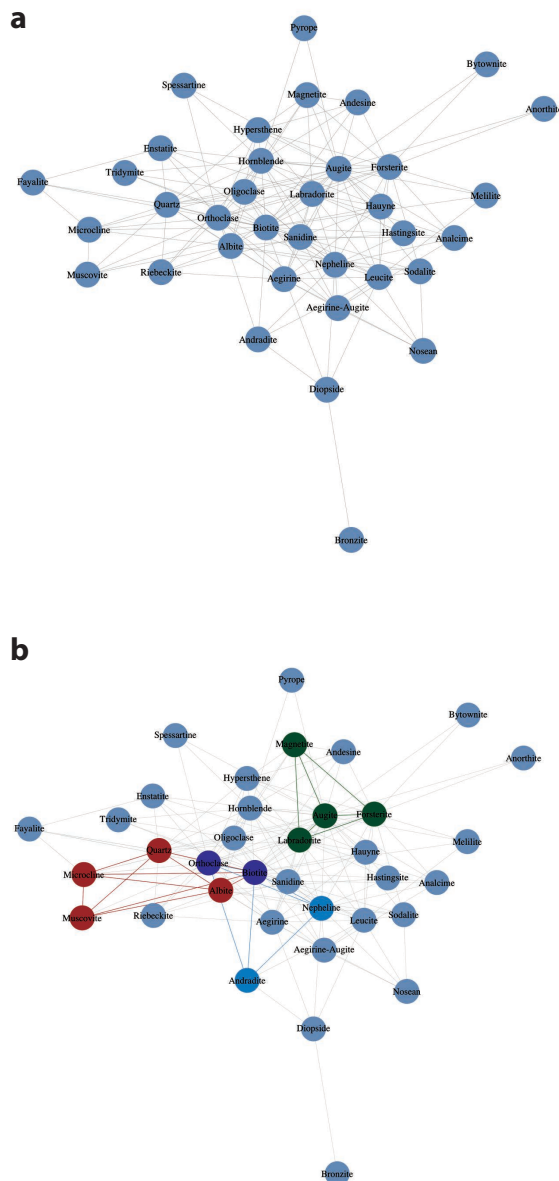 a
Pyrope
Bytownite
Spessartine
Magnetite
Andesine
Anorthite
Hypersthene
Enstatite
Hornblende
Augite
Forsterite
Tridymite
Fayalite
Oligoclase
Labradorite
Melilite
Quartz
Hauyne
Orthoclase
Microcline
Biotite
Sanidine
Hastingsite
Analcime
Albite
Muscovite
Riebeckite
Nepheline
Aegirine
Leucite
Sodalite
Aegirine-Augite
Andradite
Nosean
Diopside
Bronzite
b
Pyrope
Bytownite
Spessartine
Magnetite
Andesine
Anorthite
Hypersthene
Enstatite
Hornblende
Augite
Forsterite
Tridymite
Fayalite
Oligoclase
Labradorite
Melilite
Quartz
Hauyne
Orthoclase
Microcline
Biotite
Sanidine
Hastingsite
Analcime
Albite
Muscovite
Riebeckite
Nepheline
Aegirine
Leucite
Sodalite
Aegirine-Augite
Andradite
Nosean
Diopside
Bronzite